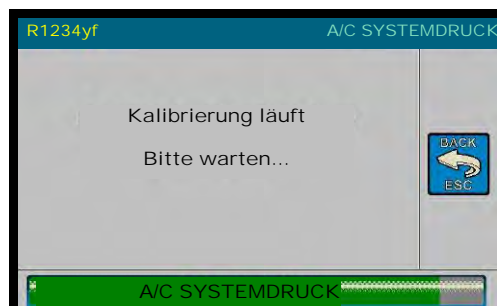 R1234yf A/C SYSTEMDRUCK
Kalibrierung läuft
Bitte warten...
BACK
ESC
A/C SYSTEMDRUCK